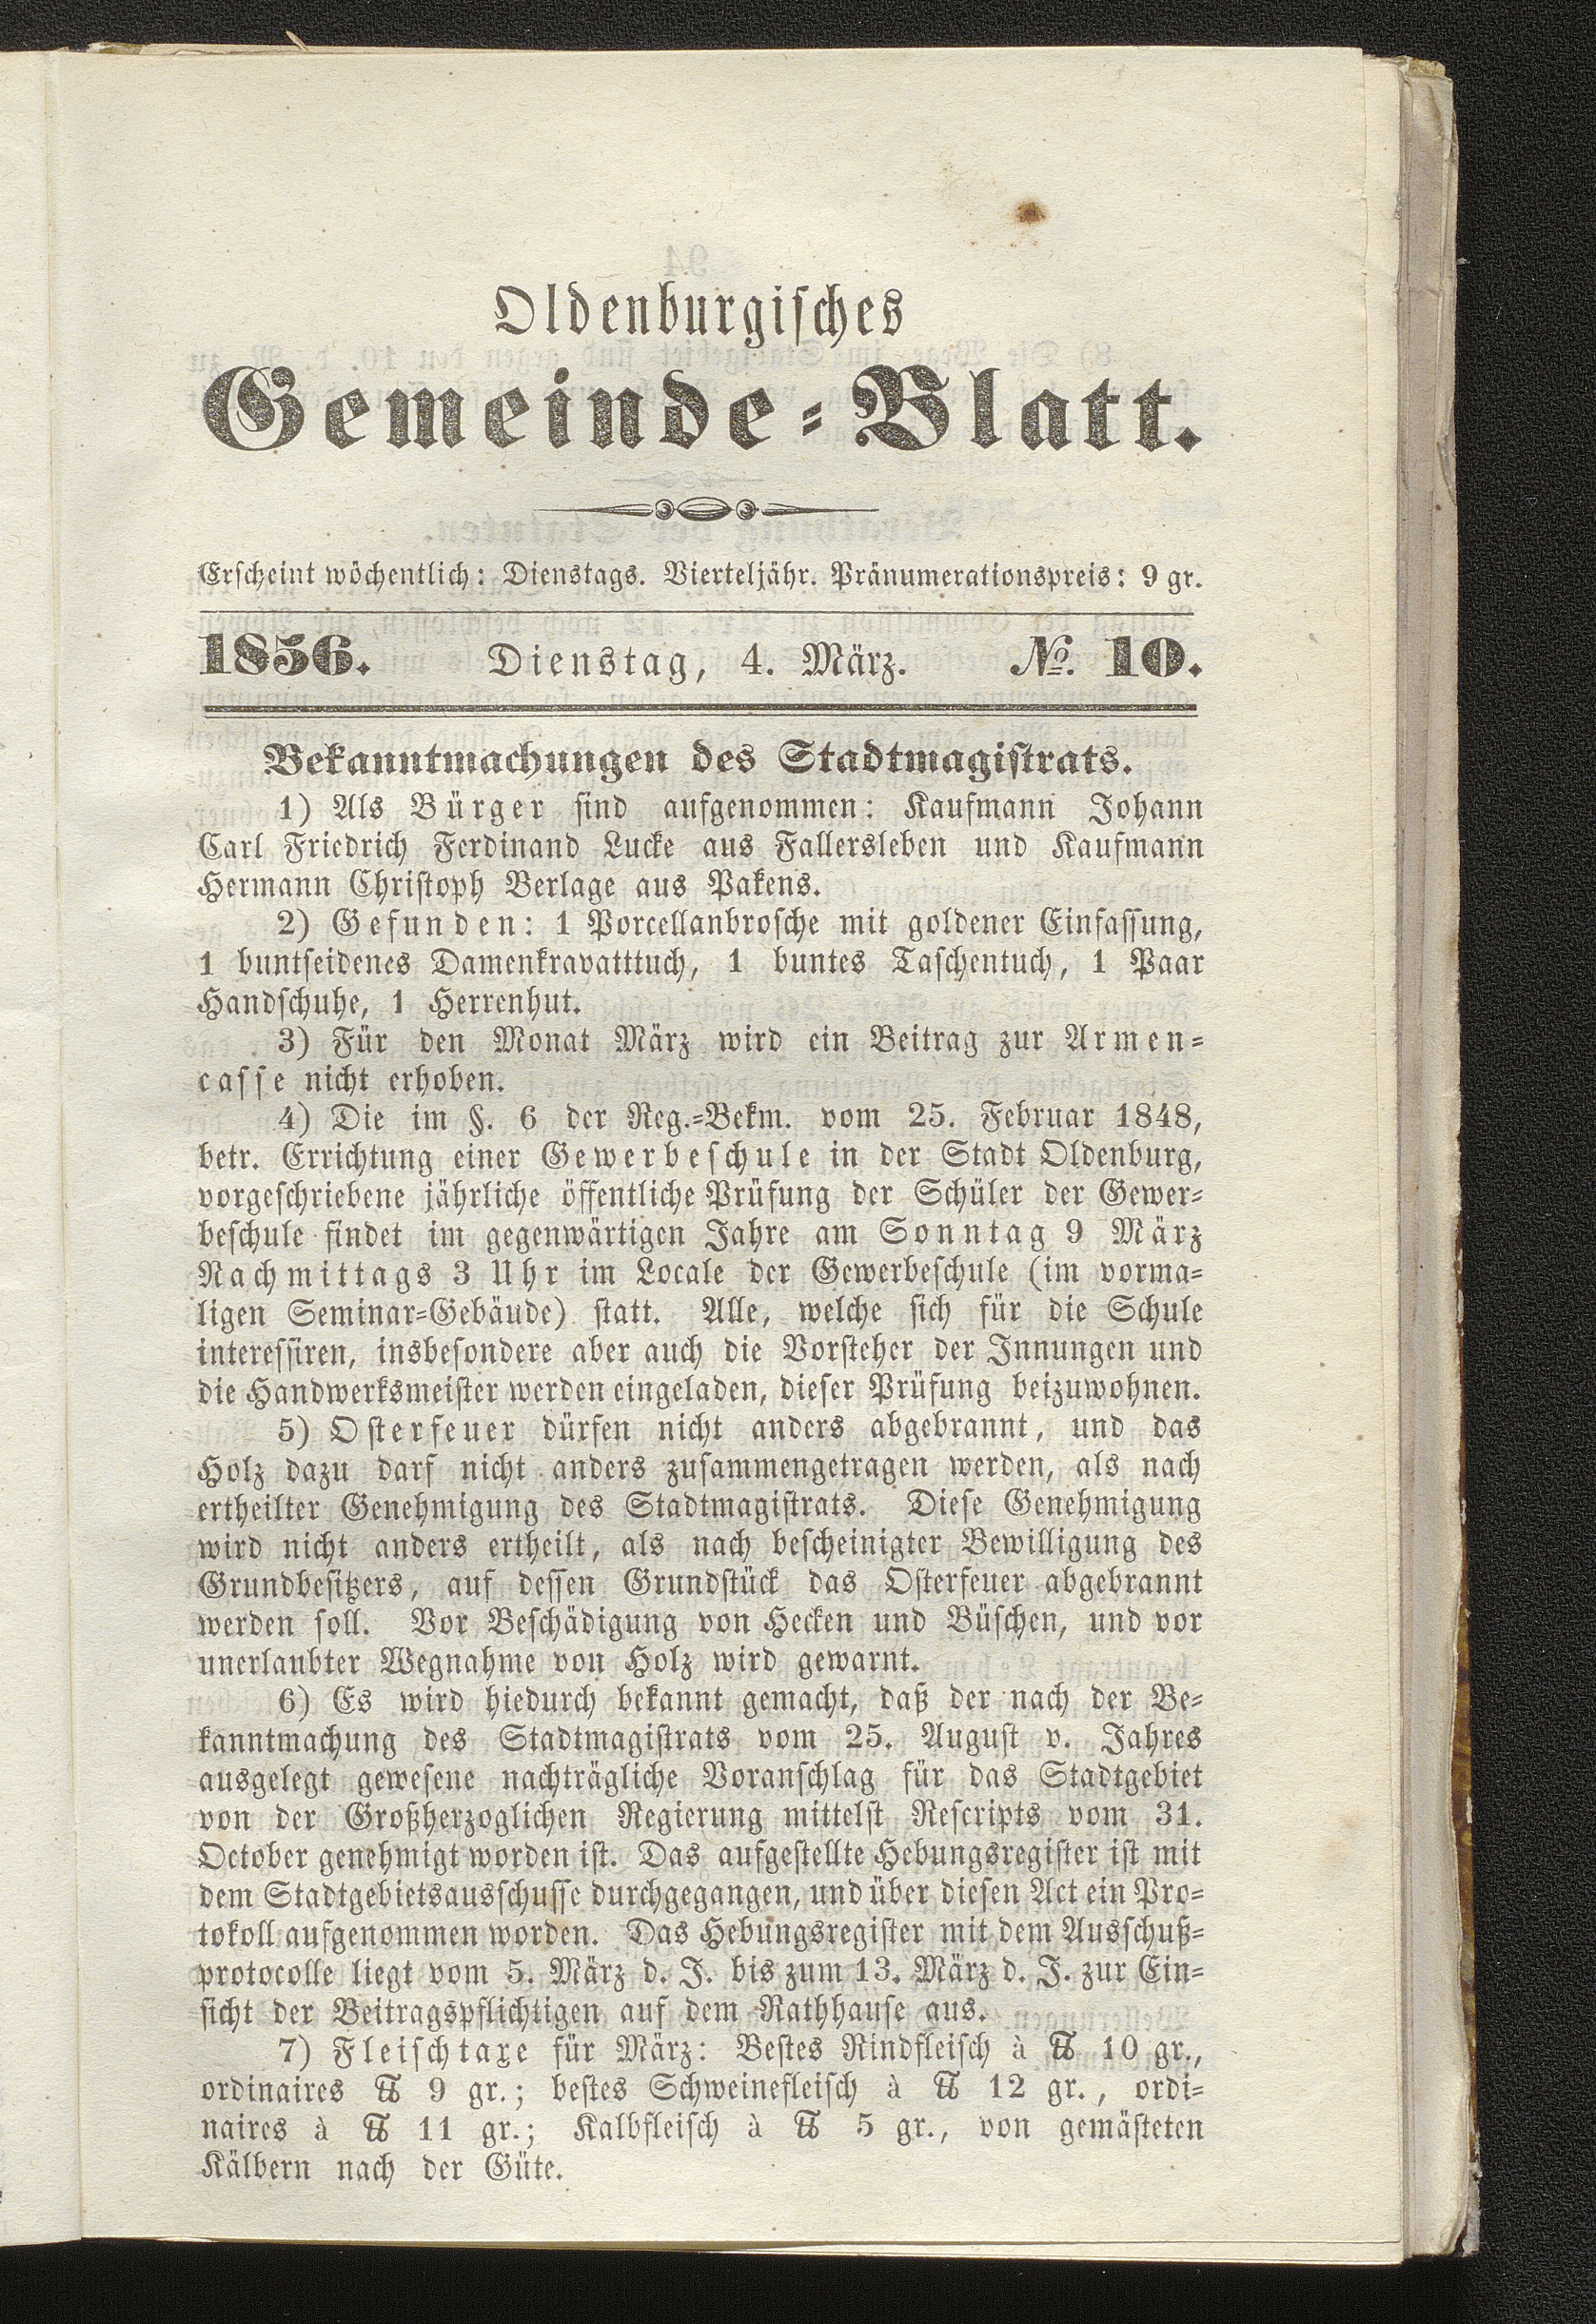 Oldenburgisches
Gemeinde-Blatt.
Erscheint wöchentlich: Dienstags. Vierteljähr. Pränumerationspreis: 9 gr.
1856. Dienstag, 4. März. №. 10.
Bekanntmachungen des Stadtmagistrats.
1) Als Bürger sind aufgenommen: Kaufmann Johann
Carl Friedrich Ferdinand Lucke aus Fallersleben und Kaufmann
Hermann Christoph Verlage aus Pakens.
2) Gefunden: 1 Porcellanbrosche mit goldener Einfassung,
1 buntseidenes Damenkravatttuch, 1 buntes Taschentuch, 1 Paar
Handschuhe, 1 Herrenhut.
3) Für den Monat März wird ein Beitrag zur Armen-
casse nicht erhoben.
4) Die im §. 6 der Reg.-Bekm. vom 25. Februar 1848,
betr. Errichtung einer Gewerbeschule in der Stadt Oldenburg,
vorgeschriebene jährliche öffentliche Prüfung der Schüler der Gewer-
beschule findet im gegenwärtigen Jahre am Sonntag 9 März
Nachmittags 3 Uhr im Locale der Gewerbeschule (im vorma-
ligen Seminar-Gebäude) statt. Alle, welche sich für die Schule
interessiren, insbesondere aber auch die Vorsteher der Innungen und
die Handwerksmeister werden eingeladen, dieser Prüfung beizuwohnen.
5) Osterfeuer dürfen nicht anders abgebrannt, und das
Holz dazu darf nicht anders zusammengetragen werden, als nach
ertheilter Genehmigung des Stadtmagistrats. Diese Genehmigung
wird nicht anders ertheilt, als nach bescheinigter Bewilligung des
Grundbesitzers, auf dessen Grundstück das Osterfeuer abgebrannt
werden soll. Vor Beschädigung von Hecken und Büschen, und vor
unerlaubter Wegnahme von Holz wird gewarnt.
6) Es wird hiedurch bekannt gemacht, daß der nach der Be-
kanntmachung des Stadtmagistrats vom 25. August v. Jahres
ausgelegt gewesene nachträgliche Voranschlag für das Stadtgebiet
von der Großherzoglichen Regierung mittelst Rescripts vom 31.
October genehmigt worden ist. Das aufgestellte Hebungsregister ist mit
dem Stadtgebietsausschusse durchgegangen, und über diesen Act ein Pro-
tokoll aufgenommen worden. Das Hebungsregister mit dem Ausschuß-
protocolle liegt vom 5. März d. J. bis zum 13. März d. J. zur Ein-
sicht der Beitragspflichtigen auf dem Rathhause aus.
7) Fleischtaxe für März: Bestes Rindfleisch à ℔ 10 gr.,
ordinaires ℔ 9 gr.; bestes Schweinefleisch à ℔ 12 gr., ordi-
naires à ℔ 11 gr.; Kalbfleisch à ℔ 5 gr., von gemästeten
Kälbern nach der Güte.